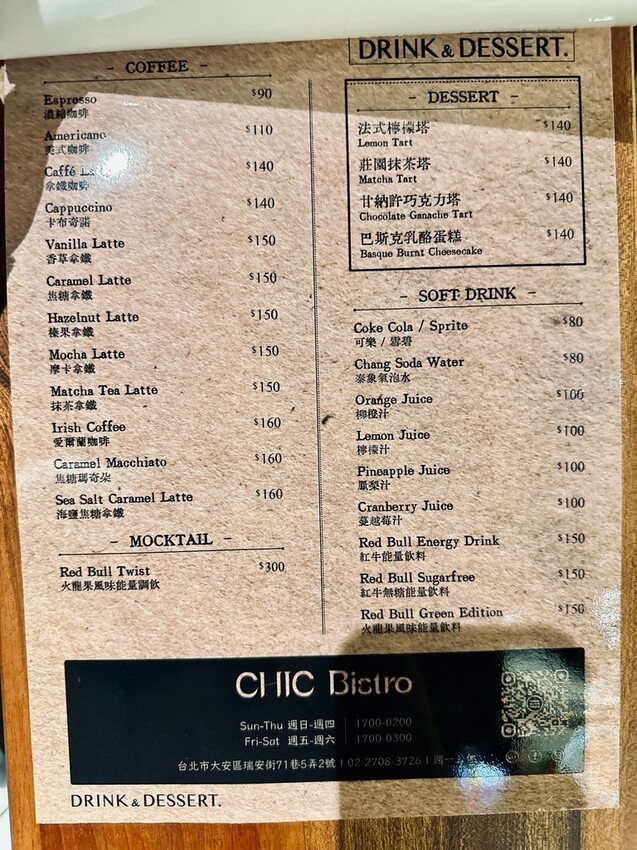 DRINK & DESSERT.
- COFFEE -
Espresso $90
濃縮咖啡
Americano $110
美式咖啡
Caffé $140
拿鐵咖啡
Cappuccino $140
卡布奇諾
Vanilla Latte $150
香草拿鐵
Caramel Latte $150
焦糖拿鐵
Hazelnut Latte $150
榛果拿鐵
Mocha Latte $150
摩卡拿鐵
Matcha Tea Latte $150
抹茶拿鐵
Irish Coffee $160
愛爾蘭咖啡
Caramel Macchiato $160
焦糖瑪奇朵
Sea Salt Caramel Latte $160
海鹽焦糖拿鐵
- MOCKTAIL -
Red Bull Twist $300
火龍果風味能量調飲
- DESSERT -
法式檸檬塔 $140
Lemon Tart
莊園抹茶塔 $140
Matcha Tart
甘納許巧克力塔 $140
Chocolate Ganache Tart
巴斯克乳酪蛋糕 $140
Basque Burnt Cheesecake
- SOFT DRINK -
Coke Cola / Sprite $80
可樂 / 雪碧
Chang Soda Water $80
泰象氣泡水
Orange Juice $100
柳橙汁
Lemon Juice $100
檸檬汁
Pineapple Juice $100
鳳梨汁
Cranberry Juice $100
蔓越莓汁
Red Bull Energy Drink $150
紅牛能量飲料
Red Bull Sugarfree $150
紅牛無糖能量飲料
Red Bull Green Edition $150
火龍果風味能量飲料
CHIC Bistro
Sun-Thu 週日-週四 | 1700-0200
Fri-Sat 週五-週六 | 1700-0300
台北市大安區瑞安街71巷5弄2號 | 02-2708-3726 | 週一公休
DRINK & DESSERT.